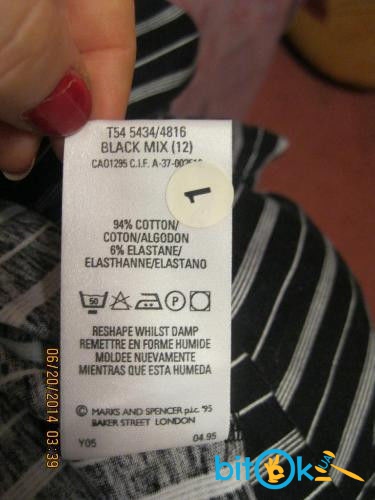 T54 5434/4816
BLACK MIX (12)
CA01295 C.I.F. A-37-
1
94% COTTON/
COTON/ALGODON
6% ELASTANE/
ELASTHANNE/ELASTANO
50
P
RESHAPE WHILST DAMP
REMETTRE EN FORME HUMIDE
MOLDEE NUEVAMENTE
MIENTRAS QUE ESTA HUMEDA
© MARKS AND SPENCER p.l.c. '95
BAKER STREET LONDON
Y05 04.95
06/20/2014 03:39
bitOk
UA